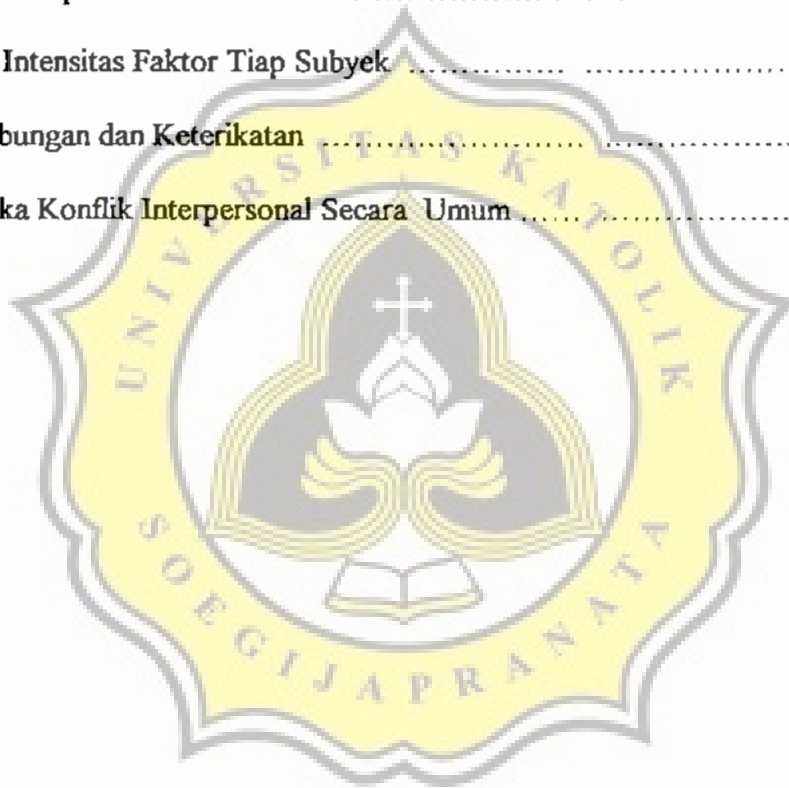 Intensitas Faktor Tiap Subyek ............... .....................
bungan dan Keterikatan ........................... ....................
ka Konflik Interpersonal Secara Umum ...... .....................
UNIVERSITAS KATOLIK
SOEGIJAPRANATA